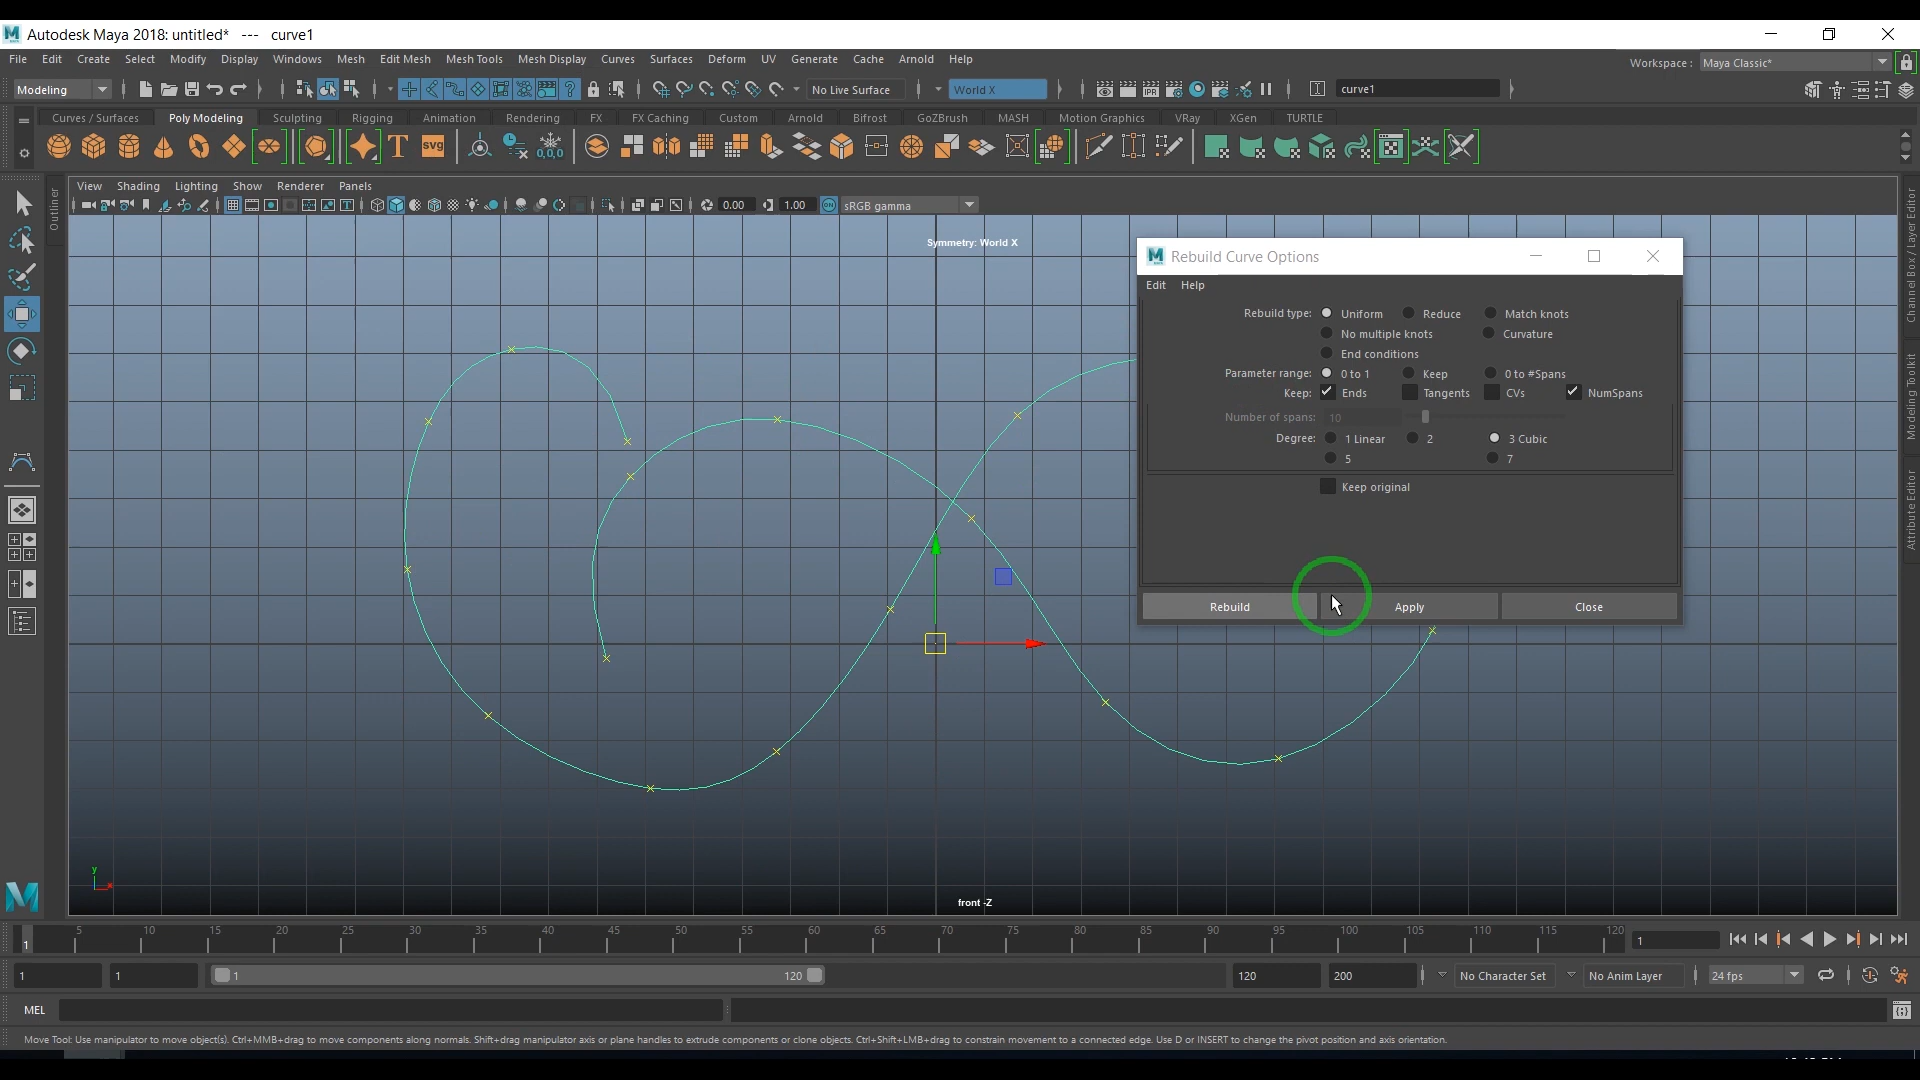 Autodesk Maya 2018: untitled* --- curve1
File Edit Create Select Modify Display Windows Mesh Edit Mesh Mesh Tools Mesh Display Curves Surfaces Deform UV Generate Cache Arnold Help Workspace : Maya Classic*
Modeling No Live Surface World X curve1
Curves / Surfaces Poly Modeling Sculpting Rigging Animation Rendering FX FX Caching Custom Arnold Bifrost GoZBrush MASH Motion Graphics VRay XGen TURTLE
View Shading Lighting Show Renderer Panels
0.00 1.00 sRGB gamma
Outliner
Symmetry: World X
Rebuild Curve Options
Edit Help
Rebuild type: Uniform Reduce Match knots
No multiple knots Curvature
End conditions
Parameter range: 0 to 1 Keep 0 to #Spans
Keep: Ends Tangents CVs NumSpans
Number of spans: 10
Degree: 1 Linear 2 3 Cubic
5 7
Keep original
Rebuild Apply Close
Channel Box / Layer Editor
Modeling Toolkit
Attribute Editor
y
x
front -Z
1 5 10 15 20 25 30 35 40 45 50 55 60 65 70 75 80 85 90 95 100 105 110 115 120 1
1 1 1 120 120 200 No Character Set No Anim Layer 24 fps
MEL
Move Tool: Use manipulator to move object(s). Ctrl+MMB+drag to move components along normals. Shift+drag manipulator axis or plane handles to extrude components or clone objects. Ctrl+Shift+LMB+drag to constrain movement to a connected edge. Use D or INSERT to change the pivot position and axis orientation.